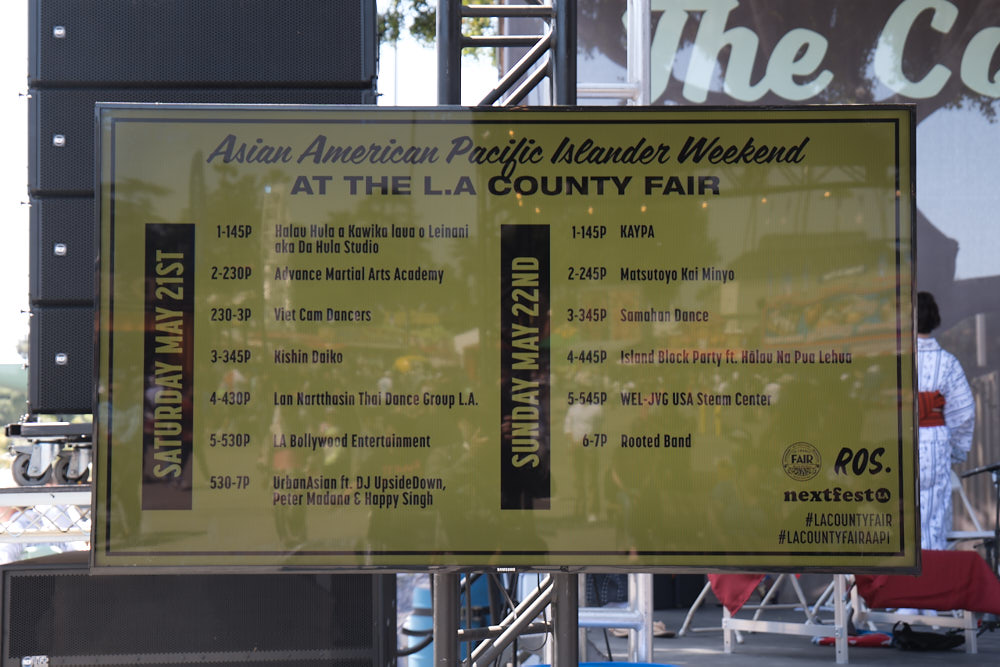 The Co
Asian American Pacific Islander Weekend
AT THE L.A COUNTY FAIR
SATURDAY MAY 21ST
1-145P Halau Hula a Kawika laua o Leinani
aka Da Hula Studio
2-230P Advance Martial Arts Academy
230-3P Viet Cam Dancers
3-345P Kishin Daiko
4-430P Lan Nartthasin Thai Dance Group L.A.
5-530P LA Bollywood Entertainment
530-7P UrbanAsian ft. DJ UpsideDown,
Peter Madana & Happy Singh
SUNDAY MAY 22ND
1-145P KAYPA
2-245P Matsutoyo Kai Minyo
3-345P Samahan Dance
4-445P Island Block Party ft. Hālau Na Pua Lehua
5-545P WEL-JVG USA Steam Center
6-7P Rooted Band
FAIR
ROS.
nextfest LA
#LACOUNTYFAIR
#LACOUNTYFAIRAAPI
SAMSUNG